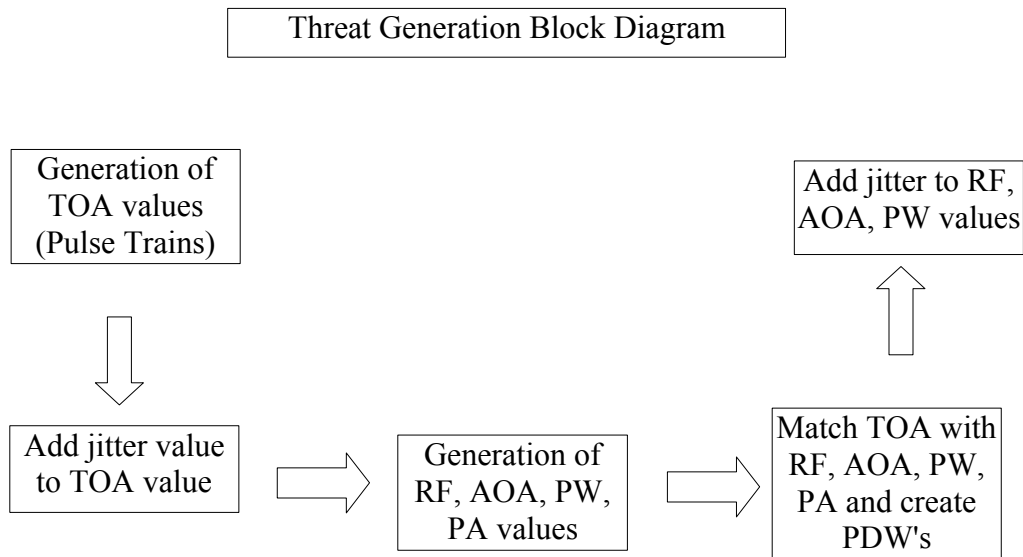 Threat Generation Block Diagram
Generation of
TOA values
(Pulse Trains)
Add jitter value
to TOA value
Generation of
RF, AOA, PW,
PA values
Match TOA with
RF, AOA, PW,
PA and create
PDW's
Add jitter to RF,
AOA, PW values